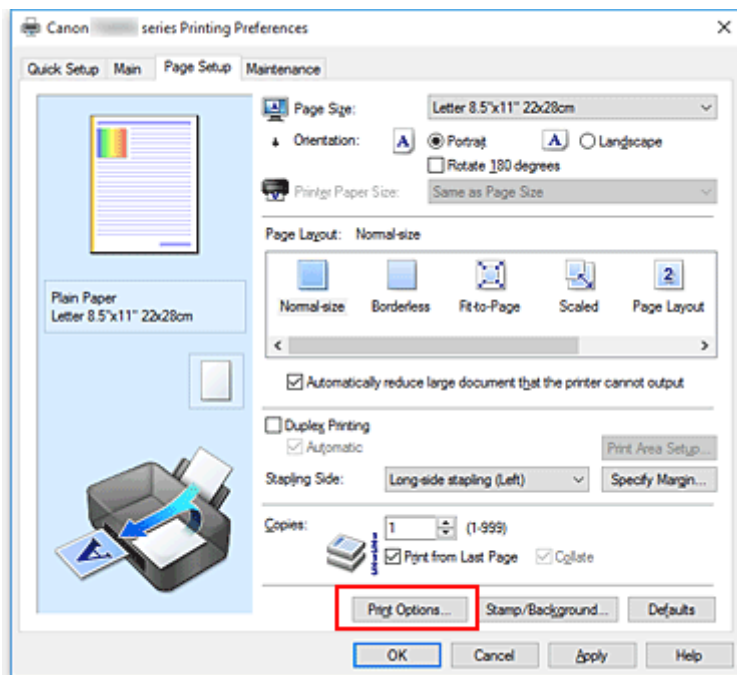 Canon series Printing Preferences
Quick Setup Main Page Setup Maintenance
Page Size: Letter 8.5"x11" 22x28cm
Orientation: A Portrait A Landscape
Rotate 180 degrees
Printer Paper Size: Same as Page Size
Page Layout: Normal-size
2
Normal-size Borderless Fit-to-Page Scaled Page Layout
Plain Paper
Letter 8.5"x11" 22x28cm
Automatically reduce large document that the printer cannot output
Duplex Printing
Automatic Print Area Setup...
Stapling Side: Long-side stapling (Left) Specify Margin...
Copies: 1 (1-999)
Print from Last Page Collate
A
Print Options... Stamp/Background... Defaults
OK Cancel Apply Help